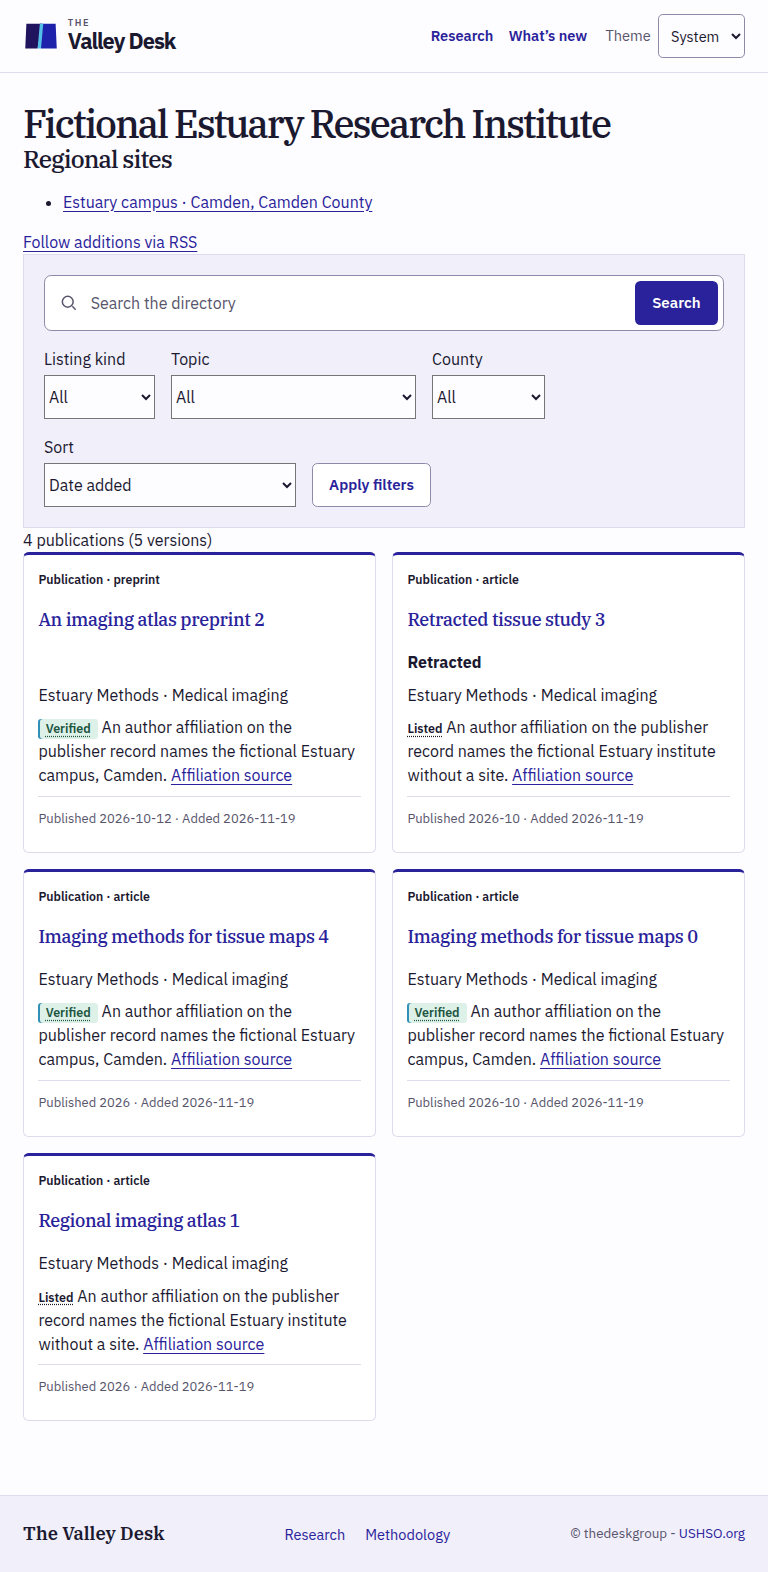 THE
Valley Desk
Research What’s new Theme System
Fictional Estuary Research Institute
Regional sites
• Estuary campus · Camden, Camden County
Follow additions via RSS
Search the directory Search
Listing kind Topic County
All All All
Sort
Date added Apply filters
4 publications (5 versions)
Publication · preprint
An imaging atlas preprint 2
Estuary Methods · Medical imaging
Verified An author affiliation on the
publisher record names the fictional Estuary
campus, Camden. Affiliation source
Published 2026-10-12 · Added 2026-11-19
Publication · article
Retracted tissue study 3
Retracted
Estuary Methods · Medical imaging
Listed An author affiliation on the publisher
record names the fictional Estuary institute
without a site. Affiliation source
Published 2026-10 · Added 2026-11-19
Publication · article
Imaging methods for tissue maps 4
Estuary Methods · Medical imaging
Verified An author affiliation on the
publisher record names the fictional Estuary
campus, Camden. Affiliation source
Published 2026 · Added 2026-11-19
Publication · article
Imaging methods for tissue maps 0
Estuary Methods · Medical imaging
Verified An author affiliation on the
publisher record names the fictional Estuary
campus, Camden. Affiliation source
Published 2026-10 · Added 2026-11-19
Publication · article
Regional imaging atlas 1
Estuary Methods · Medical imaging
Listed An author affiliation on the publisher
record names the fictional Estuary institute
without a site. Affiliation source
Published 2026 · Added 2026-11-19
The Valley Desk Research Methodology © thedeskgroup - USHSO.org